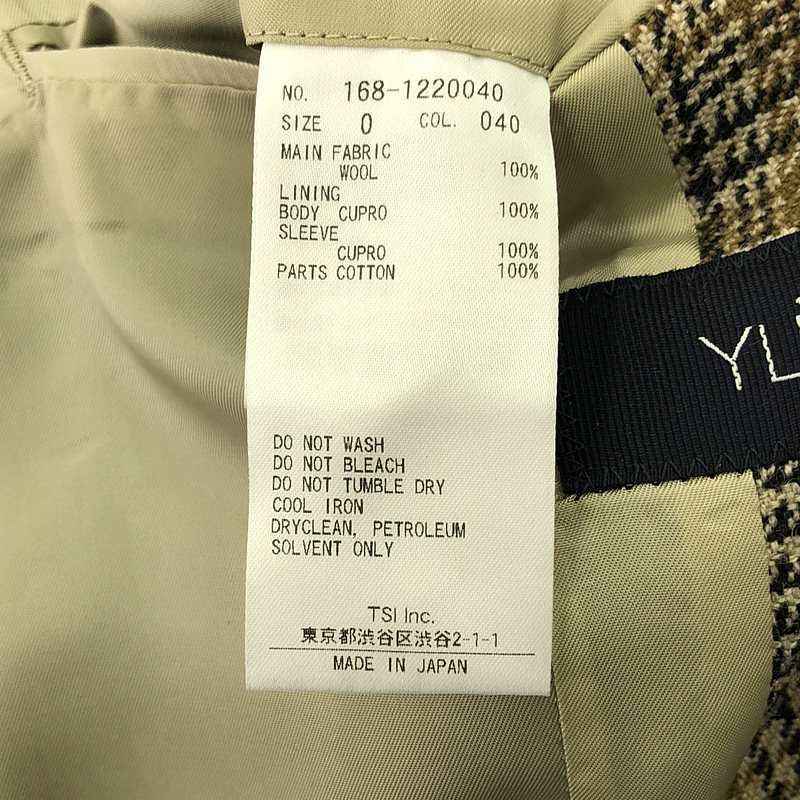 NO. 168-1220040
SIZE 0 COL. 040
MAIN FABRIC
WOOL 100%
LINING
BODY CUPRO 100%
SLEEVE
CUPRO 100%
PARTS COTTON 100%
YL
DO NOT WASH
DO NOT BLEACH
DO NOT TUMBLE DRY
COOL IRON
DRYCLEAN, PETROLEUM
SOLVENT ONLY
TSI Inc.
東京都渋谷区渋谷2-1-1
MADE IN JAPAN